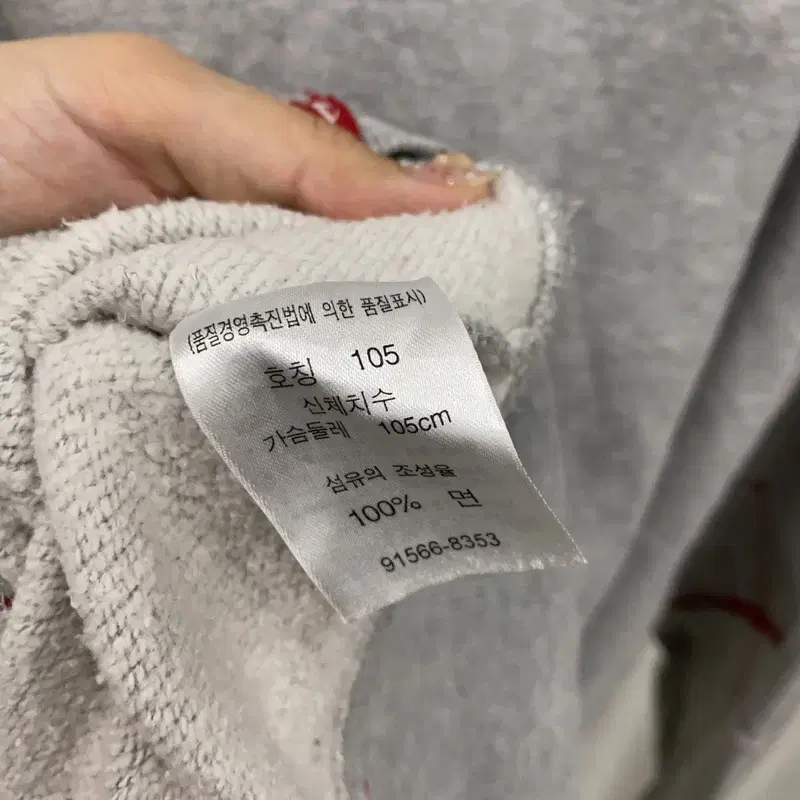 (품질경영촉진법에 의한 품질표시)
호칭 105
신체치수
가슴둘레 105cm
섬유의 조성율
100% 면
91566-8353